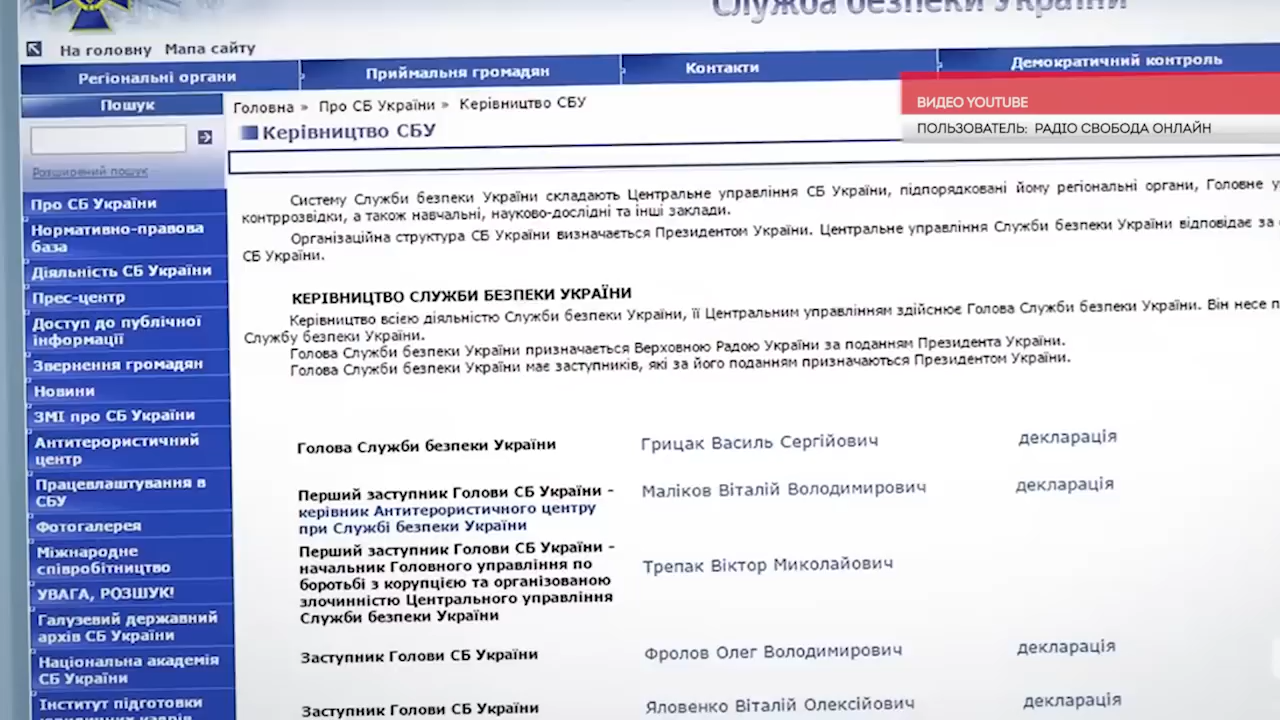 Служба безпеки України
На головну Мапа сайту
Регіональні органи
Приймальня громадян
Контакти
Демократичний контроль
Пошук
Розширений пошук
Головна » Про СБ України » Керівництво СБУ
Керівництво СБУ
ВИДЕО YOUTUBE
ПОЛЬЗОВАТЕЛЬ: РАДІО СВОБОДА ОНЛАЙН
Про СБ України
Нормативно-правова
база
Діяльність СБ України
Прес-центр
Доступ до публічної
інформації
Звернення громадян
Новини
ЗМІ про СБ України
Антитерористичний
центр
Працевлаштування в
СБУ
Фотогалерея
Міжнародне
співробітництво
УВАГА, РОЗШУК!
Галузевий державний
архів СБ України
Національна академія
СБ України
Інститут підготовки
юридичних кадрів
Систему Служби безпеки України складають Центральне управління СБ України, підпорядковані йому регіональні органи, Головне
контррозвідки, а також навчальні, науково-дослідні та інші заклади.
Організаційна структура СБ України визначається Президентом України. Центральне управління Служби безпеки України відповідає за
СБ України.
КЕРІВНИЦТВО СЛУЖБИ БЕЗПЕКИ УКРАЇНИ
Керівництво всією діяльністю Служби безпеки України, її Центральним управлінням здійснює Голова Служби безпеки України. Він несе
Службу безпеки України.
Голова Служби безпеки України призначається Верховною Радою України за поданням Президента України.
Голова Служби безпеки України має заступників, які за його поданням призначаються Президентом України.
Голова Служби безпеки України Грицак Василь Сергійович декларація
Перший заступник Голови СБ України - Маліков Віталій Володимирович декларація
керівник Антитерористичного центру
при Службі безпеки України
Перший заступник Голови СБ України -
начальник Головного управління по Трепак Віктор Миколайович
боротьбі з корупцією та організованою
злочинністю Центрального управління
Служби безпеки України
Заступник Голови СБ України Фролов Олег Володимирович декларація
Заступник Голови СБ України Яловенко Віталій Олексійович декларація